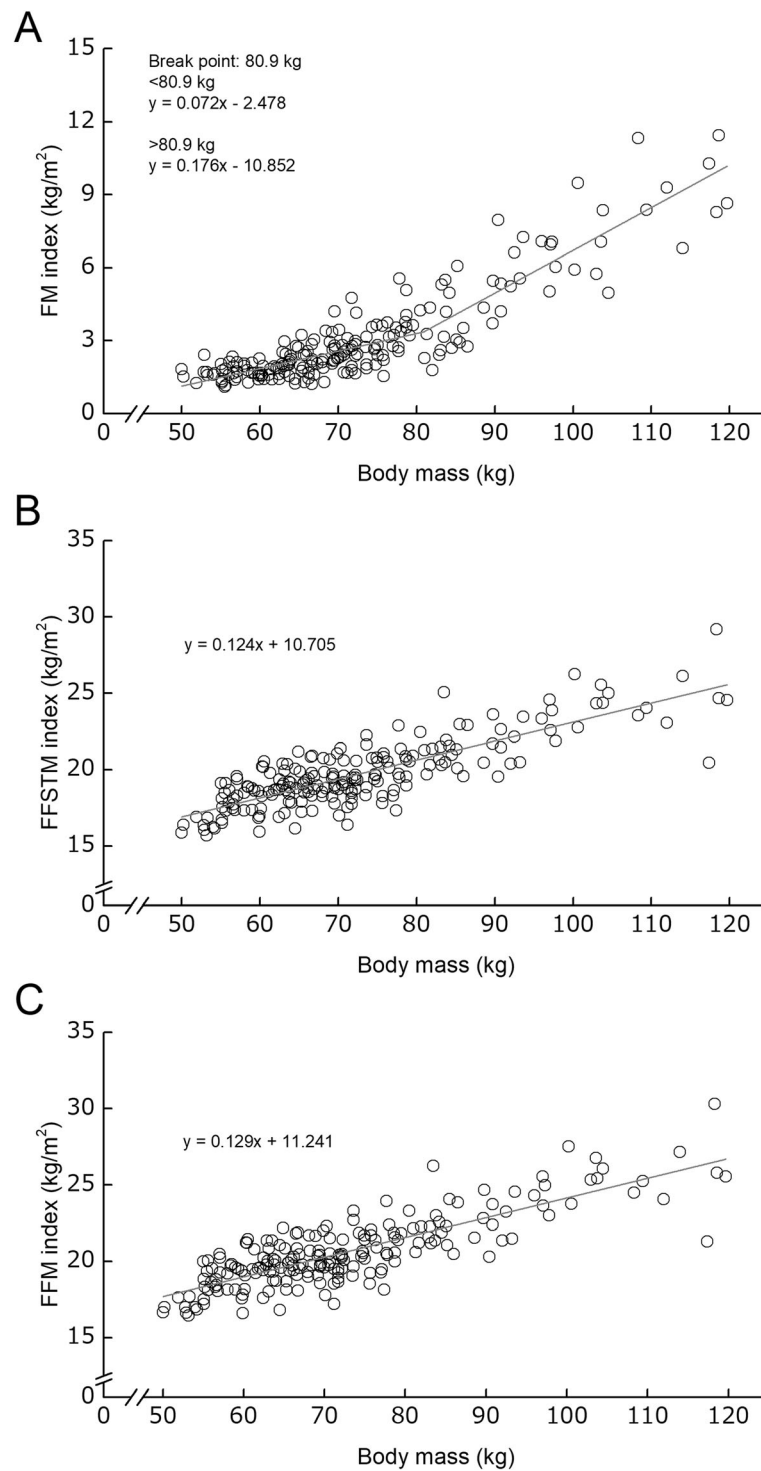 A
15
Break point: 80.9 kg
<80.9 kg
y = 0.072x - 2.478
12
>80.9 kg
y = 0.176x - 10.852
9
FM index (kg/m²)
6
3
0
0 50 60 70 80 90 100 110 120
Body mass (kg)
B
35
30
y = 0.124x + 10.705
25
FFSTM index (kg/m²)
20
15
0
0 50 60 70 80 90 100 110 120
Body mass (kg)
C
35
30
y = 0.129x + 11.241
25
FFM index (kg/m²)
20
15
0
0 50 60 70 80 90 100 110 120
Body mass (kg)